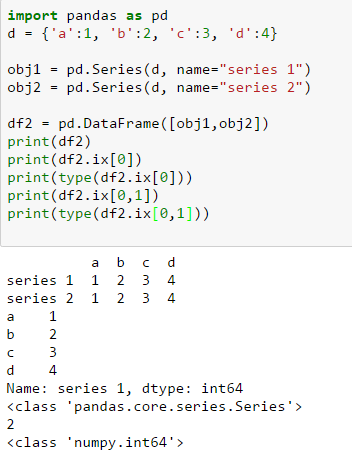 import pandas as pd
d = {'a':1, 'b':2, 'c':3, 'd':4}
obj1 = pd.Series(d, name="series 1")
obj2 = pd.Series(d, name="series 2")
df2 = pd.DataFrame([obj1,obj2])
print(df2)
print(df2.ix[0])
print(type(df2.ix[0]))
print(df2.ix[0,1])
print(type(df2.ix[0,1]))
a b c d
series 1 1 2 3 4
series 2 1 2 3 4
a 1
b 2
c 3
d 4
Name: series 1, dtype: int64
<class 'pandas.core.series.Series'>
2
<class 'numpy.int64'>